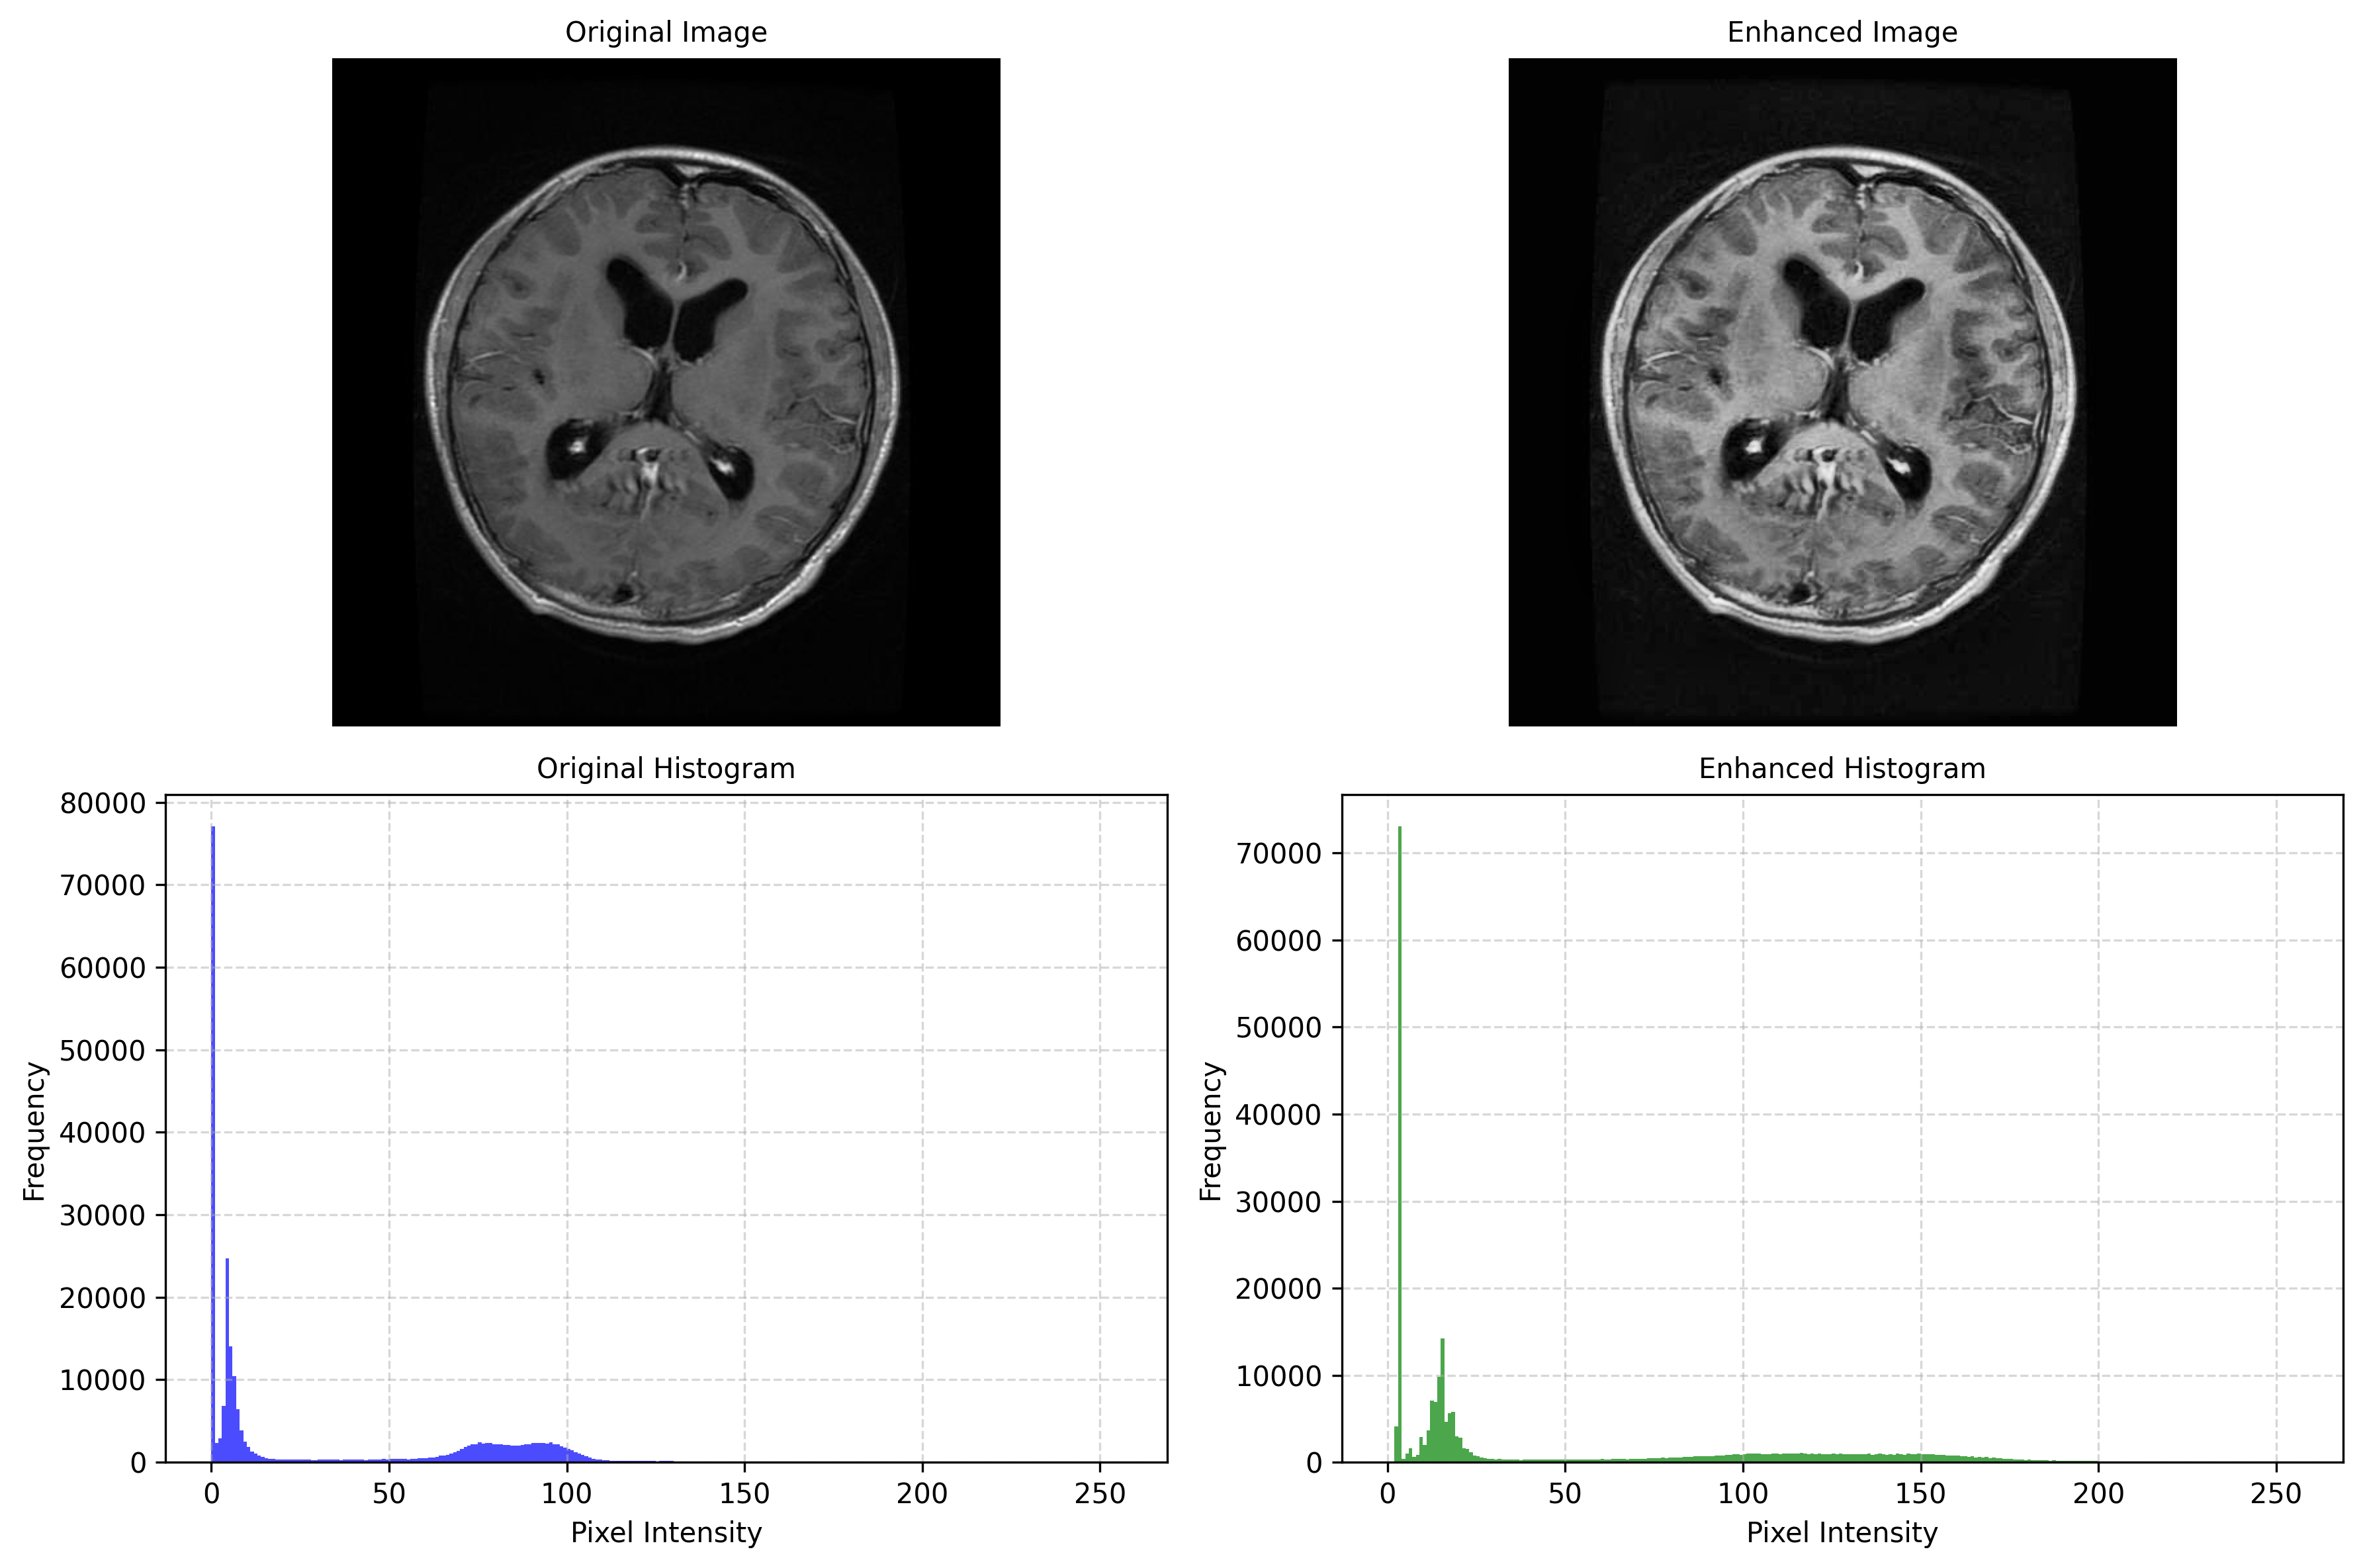 Original Image
Enhanced Image
Original Histogram
80000
70000
60000
50000
40000
30000
20000
10000
0
Frequency
0 50 100 150 200 250
Pixel Intensity
Enhanced Histogram
70000
60000
50000
40000
30000
20000
10000
0
Frequency
0 50 100 150 200 250
Pixel Intensity